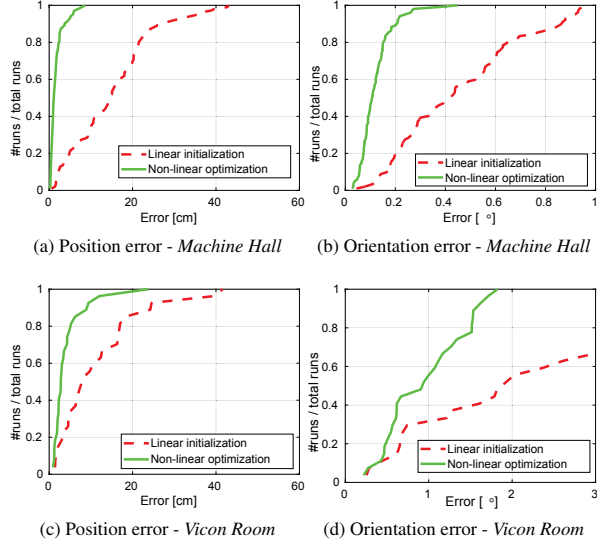 #runs / total runs
1
0.8
0.6
0.4
0.2
0
Linear initialization
Non-linear optimization
0 20 40 60
Error [cm]
(a) Position error - Machine Hall
#runs / total runs
1
0.8
0.6
0.4
0.2
0
Linear initialization
Non-linear optimization
0 0.2 0.4 0.6 0.8 1
Error [ °]
(b) Orientation error - Machine Hall
#runs / total runs
1
0.8
0.6
0.4
0.2
0
Linear initialization
Non-linear optimization
0 20 40 60
Error [cm]
(c) Position error - Vicon Room
#runs / total runs
1
0.8
0.6
0.4
0.2
0
Linear initialization
Non-linear optimization
0 1 2 3
Error [ °]
(d) Orientation error - Vicon Room